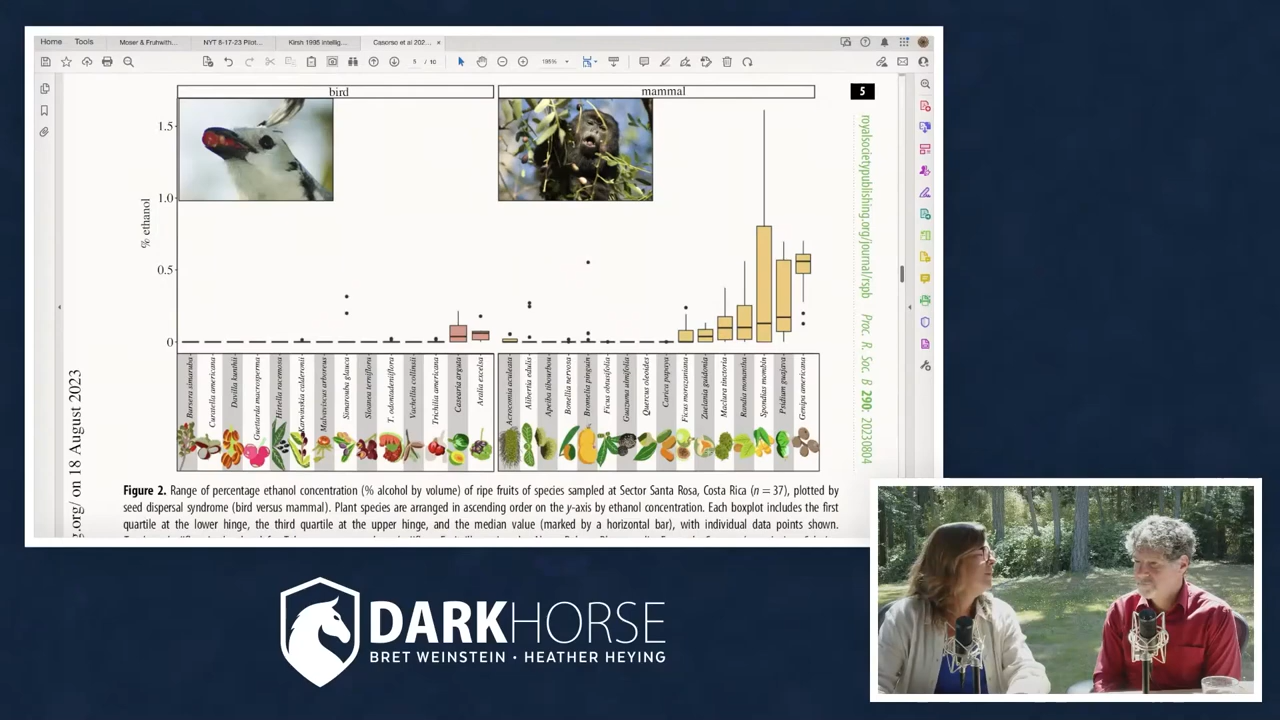 Home Tools Moser & Fruhwirth... NYT 8-17-23 Pilot... Kirsh 1998 Intellig... Casorso et al 202... ×
5 / 10 195%
bird mammal 5
1.5
1.0
0.5
0
% ethanol
Bursera simaruba
Curatella americana
Davilla kunthii
Guettarda macrosperma
Hirtella racemosa
Karwinskia calderonii
Malvaviscus arboreus
Simarouba glauca
Sloanea terniflora
T. odontadeniiflora
Vachellia collinsii
Trichilia americana
Casearia arguta
Aralia excelsa
Acrocomia aculeata
Alibertia edulis
Apeiba tibourbou
Bonellia nervosa
Bromelia pinguin
Ficus obtusifolia
Guazuma ulmifolia
Quercus oleoides
Carica papaya
Ficus morazaniana
Zuelania guidonia
Maclura tinctoria
Randia monantha
Spondias mombin
Psidium guajava
Genipa americana
royalsocietypublishing.org/journal/rspb Proc. R. Soc. B 290: 20230804
g.org/ on 18 August 2023
Figure 2. Range of percentage ethanol concentration (% alcohol by volume) of ripe fruits of species sampled at Sector Santa Rosa, Costa Rica (n = 37), plotted by
seed dispersal syndrome (bird versus mammal). Plant species are arranged in ascending order on the y-axis by ethanol concentration. Each boxplot includes the first
quartile at the lower hinge, the third quartile at the upper hinge, and the median value (marked by a horizontal bar), with individual data points shown.
DARKHORSE
BRET WEINSTEIN · HEATHER HEYING